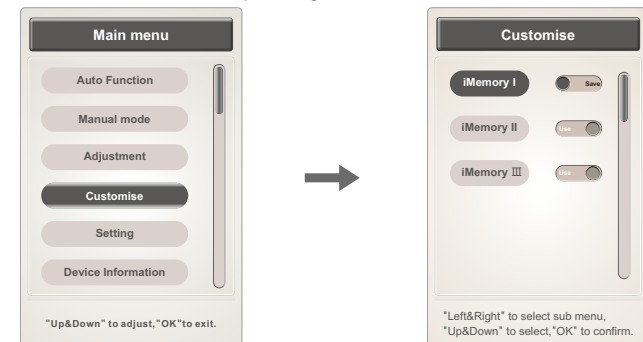 Main menu
Auto Function
Manual mode
Adjustment
Customise
Setting
Device Information
"Up&Down" to adjust,"OK"to exit.
Customise
iMemory I
Save
iMemory II
Use
iMemory Ⅲ
Use
"Left&Right" to select sub menu,
"Up&Down" to select,"OK" to confirm.